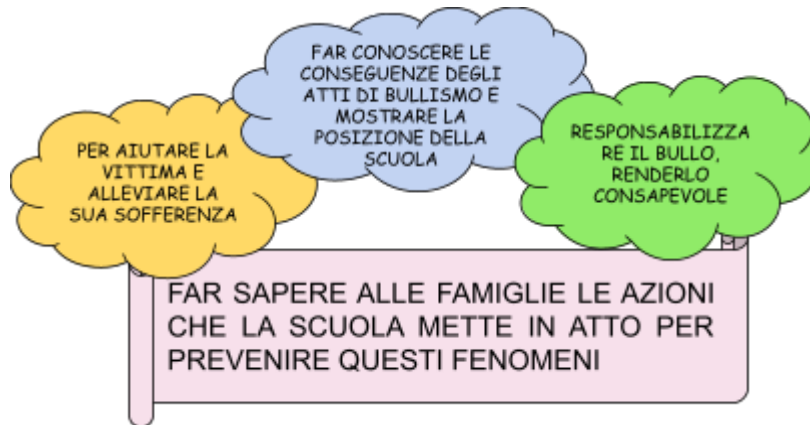 PER AIUTARE LA
VITTIMA E
ALLEVIARE LA
SUA SOFFERENZA
FAR CONOSCERE LE
CONSEGUENZE DEGLI
ATTI DI BULLISMO E
MOSTRARE LA
POSIZIONE DELLA
SCUOLA
RESPONSABILIZZA
RE IL BULLO,
RENDERLO
CONSAPEVOLE
FAR SAPERE ALLE FAMIGLIE LE AZIONI
CHE LA SCUOLA METTE IN ATTO PER
PREVENIRE QUESTI FENOMENI